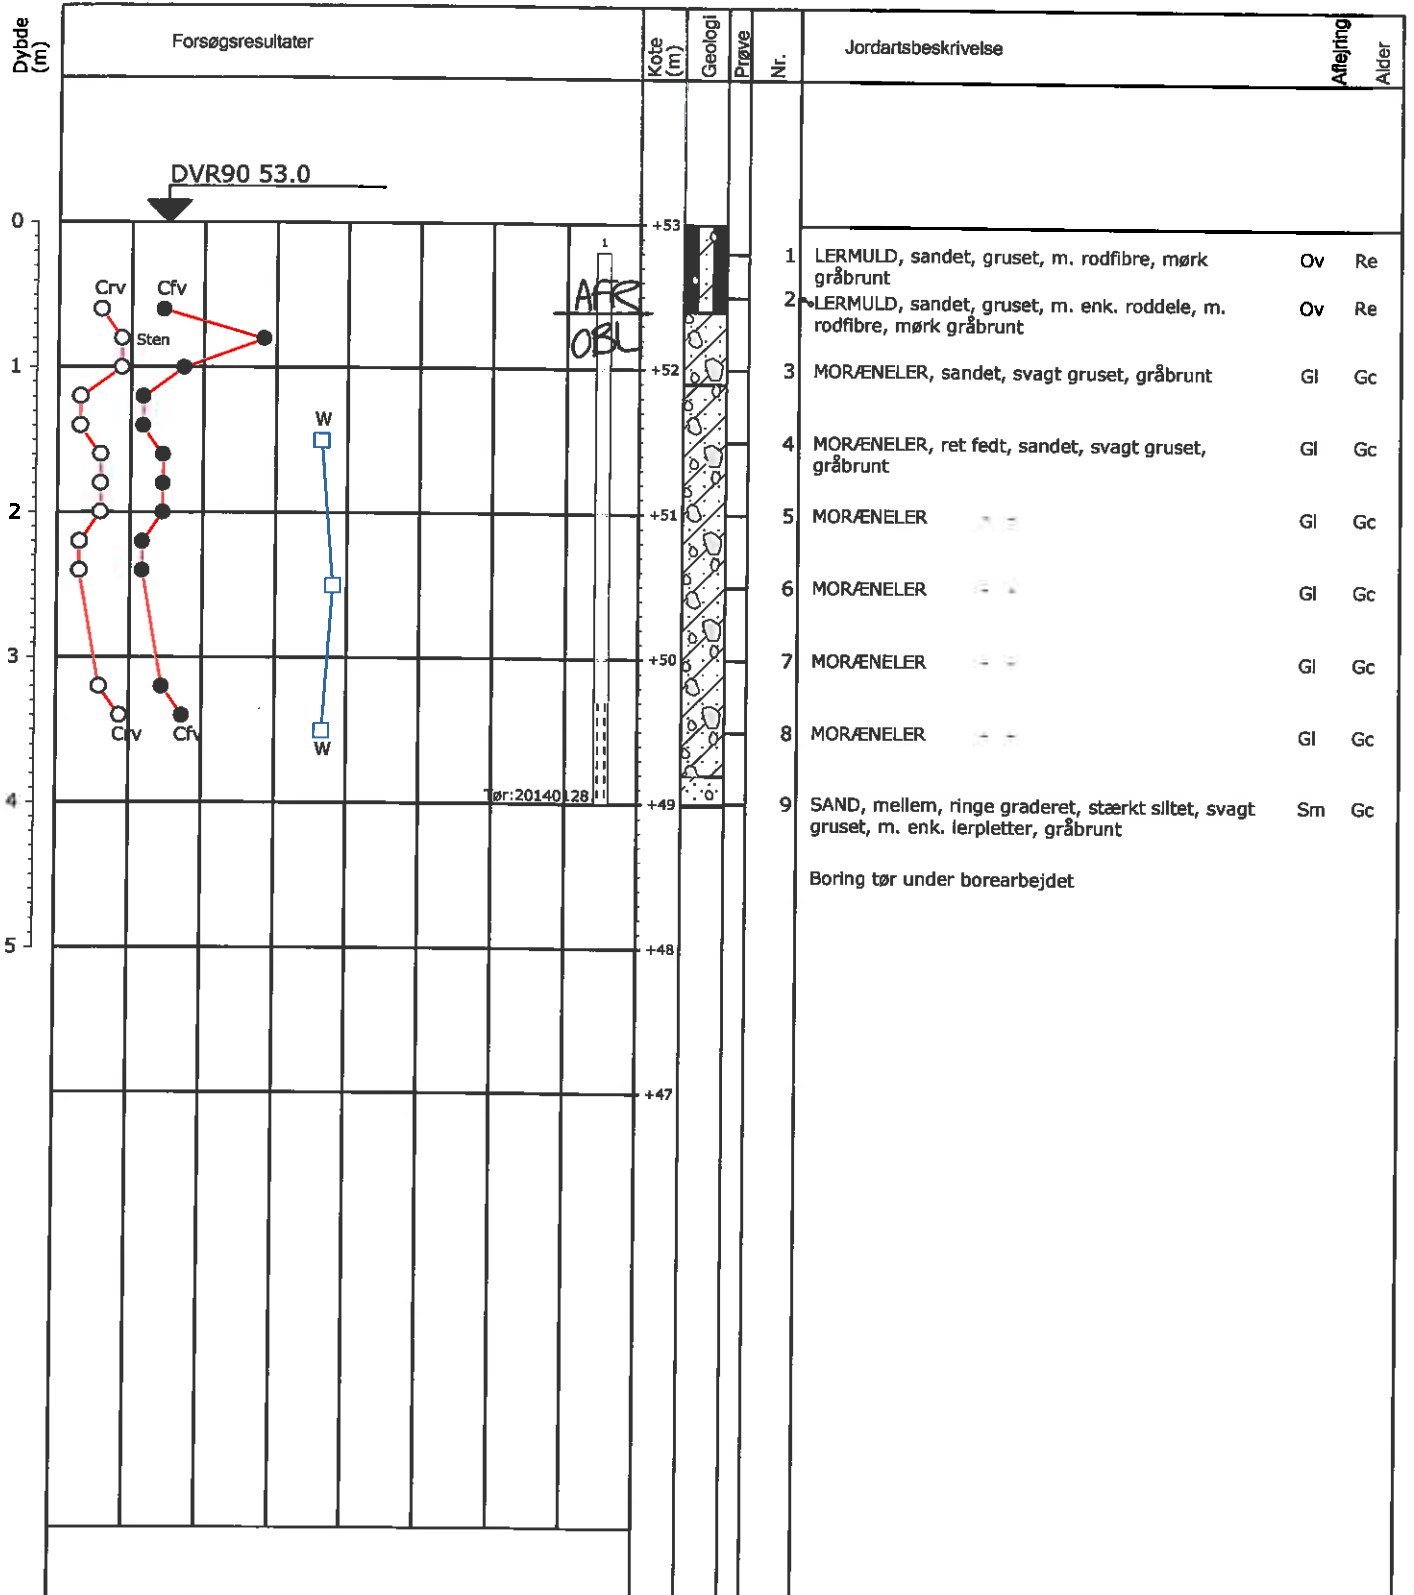 Dybde
(m)
Forsøgsresultater
Kote
(m)
Geologi
Prøve
Nr.
Jordartsbeskrivelse
Aflejring
Alder
DVR90 53.0
0
1
2
3
4
5
Crv
Cfv
Sten
W
W
Crv
Cfv
1
AFR
OBL
Tør:20140128
+53
+52
+51
+50
+49
+48
+47
1 LERMULD, sandet, gruset, m. rodfibre, mørk Ov Re
gråbrunt
2 LERMULD, sandet, gruset, m. enk. roddele, m. Ov Re
rodfibre, mørk gråbrunt
3 MORÆNELER, sandet, svagt gruset, gråbrunt Gl Gc
4 MORÆNELER, ret fedt, sandet, svagt gruset, Gl Gc
gråbrunt
5 MORÆNELER " " Gl Gc
6 MORÆNELER " " Gl Gc
7 MORÆNELER " " Gl Gc
8 MORÆNELER " " Gl Gc
9 SAND, mellem, ringe graderet, stærkt siltet, svagt Sm Gc
gruset, m. enk. lerpletter, gråbrunt
Boring tør under borearbejdet